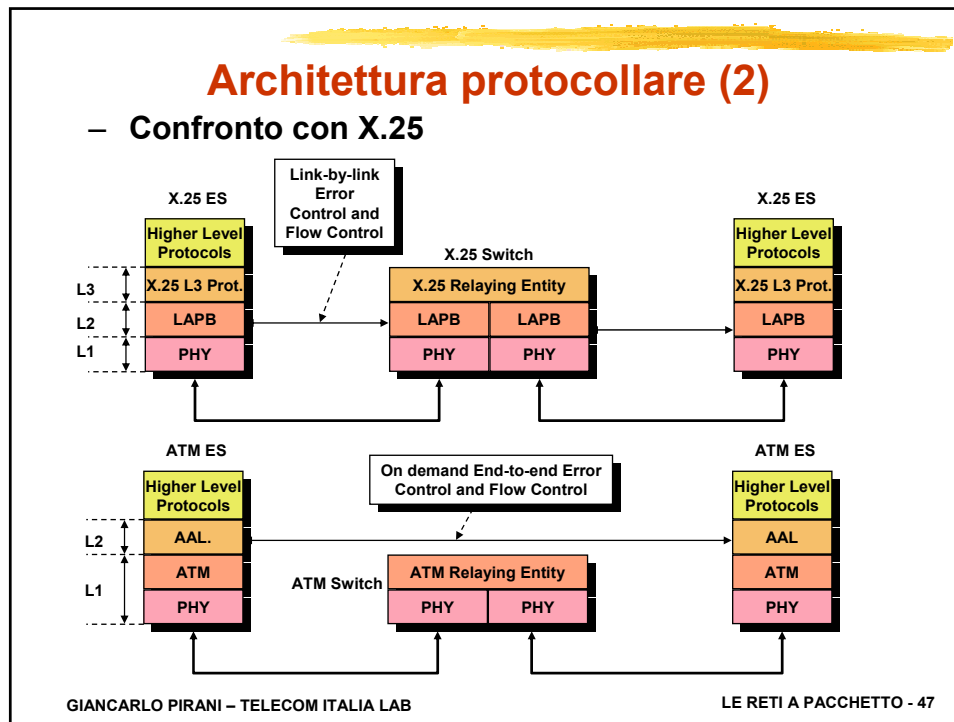 Architettura protocollare (2)
– Confronto con X.25
Link-by-link
Error
Control and
Flow Control
X.25 ES
X.25 ES
Higher Level
Protocols
Higher Level
Protocols
X.25 Switch
L3
X.25 L3 Prot.
X.25 Relaying Entity
X.25 L3 Prot.
L2
LAPB
LAPB
LAPB
LAPB
L1
PHY
PHY
PHY
PHY
ATM ES
ATM ES
On demand End-to-end Error
Control and Flow Control
Higher Level
Protocols
Higher Level
Protocols
L2
AAL.
AAL
L1
ATM
ATM Switch
ATM Relaying Entity
ATM
PHY
PHY
PHY
PHY
GIANCARLO PIRANI – TELECOM ITALIA LAB
LE RETI A PACCHETTO - 47